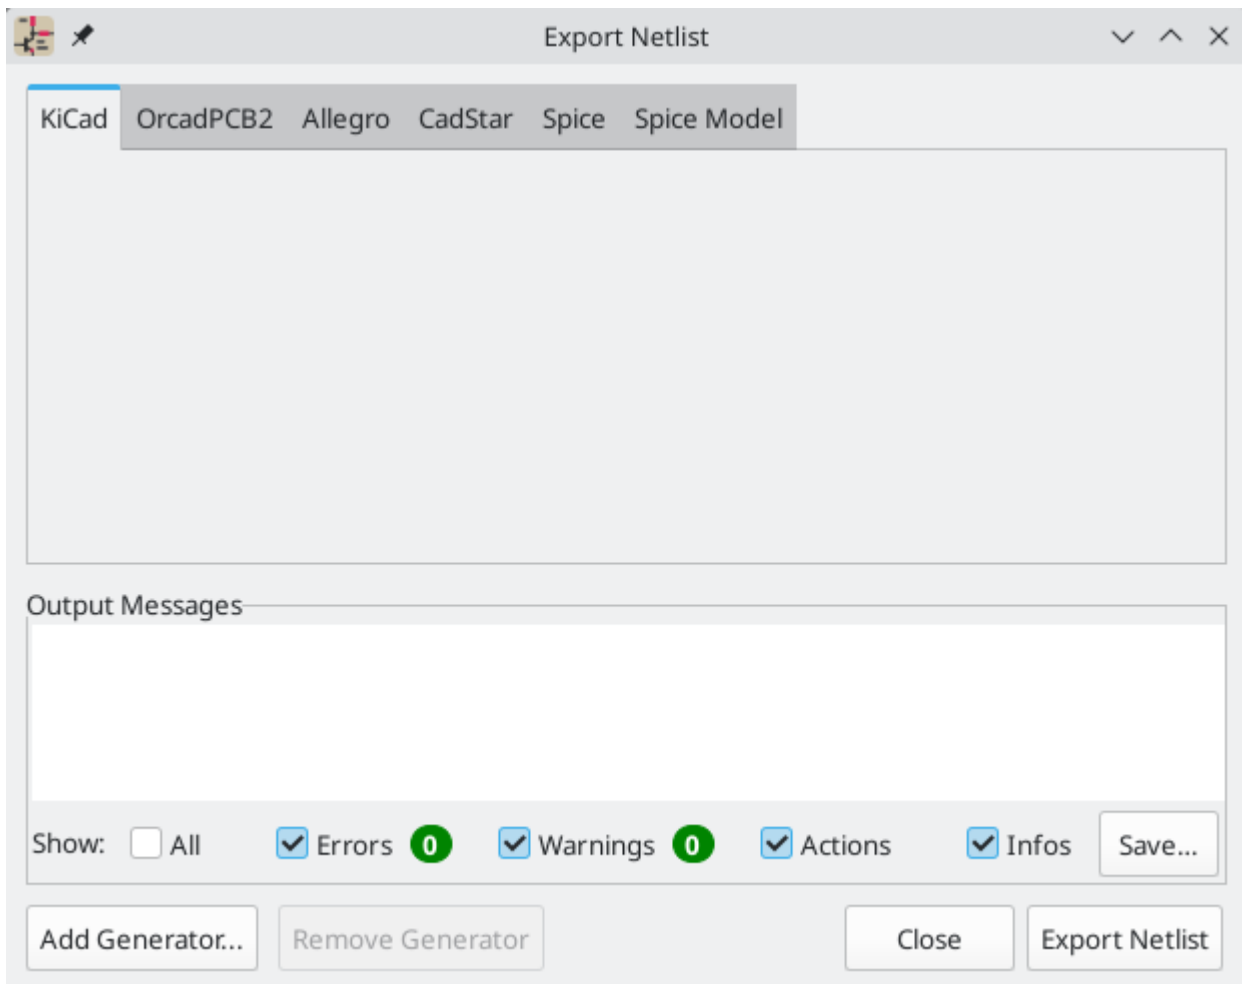 Export Netlist
KiCad OrcadPCB2 Allegro CadStar Spice Spice Model
Output Messages
Show: All Errors 0 Warnings 0 Actions Infos Save...
Add Generator... Remove Generator Close Export Netlist